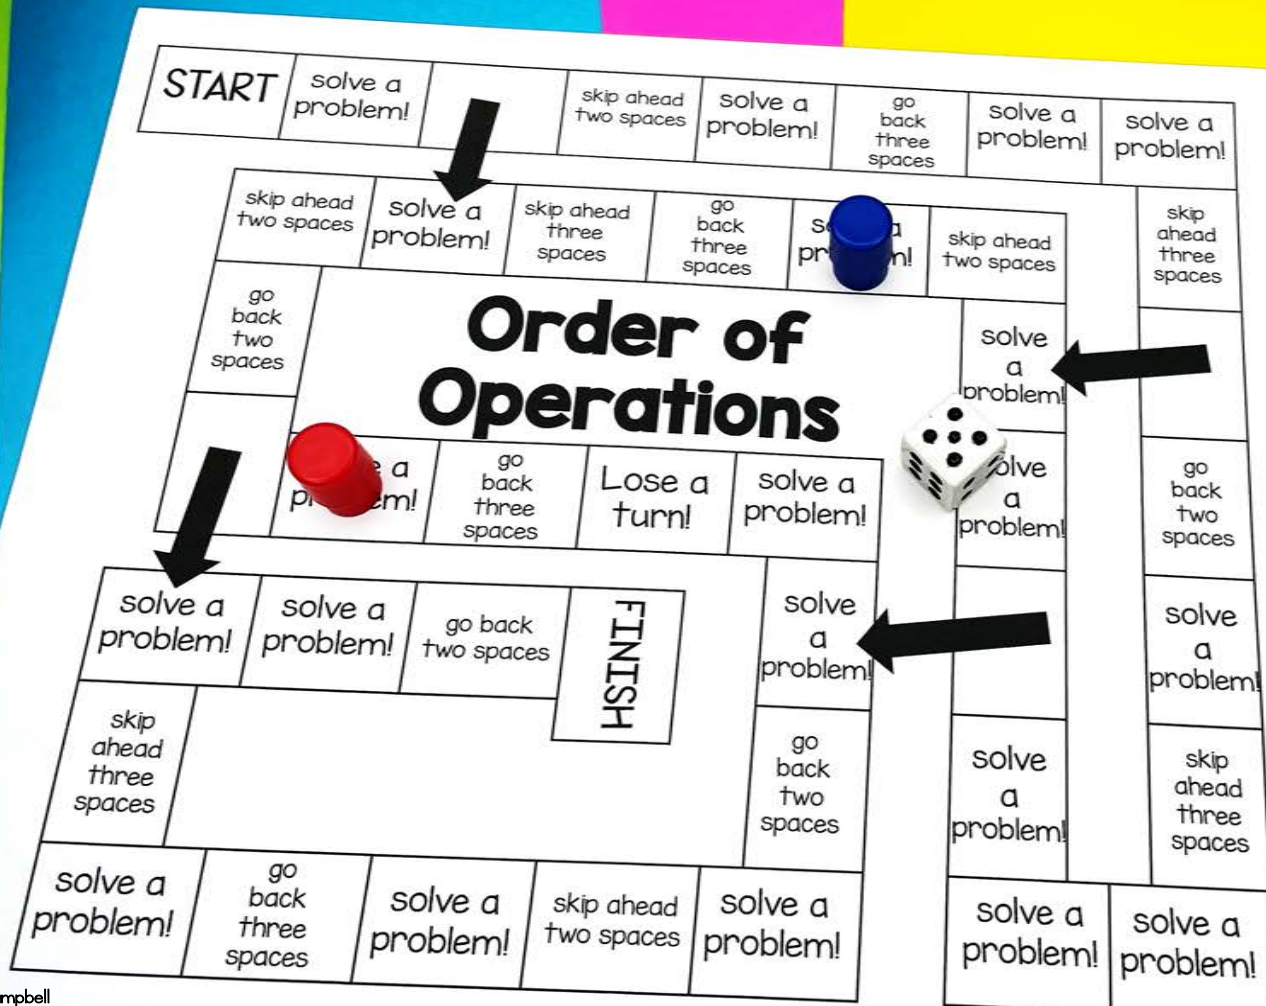 START
solve a
problem!
skip ahead
two spaces
solve a
problem!
go
back
three
spaces
solve a
problem!
solve a
problem!
skip
ahead
three
spaces
go
back
two
spaces
solve
a
problem!
skip
ahead
three
spaces
solve a
problem!
solve a
problem!
solve
a
problem!
solve
a
problem!
solve
a
problem!
skip ahead
two spaces
go
back
three
spaces
skip ahead
three
spaces
solve a
problem!
skip ahead
two spaces
go
back
two
spaces
Order of
Operations
go
back
three
spaces
Lose a
turn!
solve a
problem!
solve
a
problem!
go
back
two
spaces
solve a
problem!
skip ahead
two spaces
solve a
problem!
go
back
three
spaces
solve a
problem!
skip
ahead
three
spaces
solve a
problem!
solve a
problem!
go back
two spaces
FINISH
mpbell